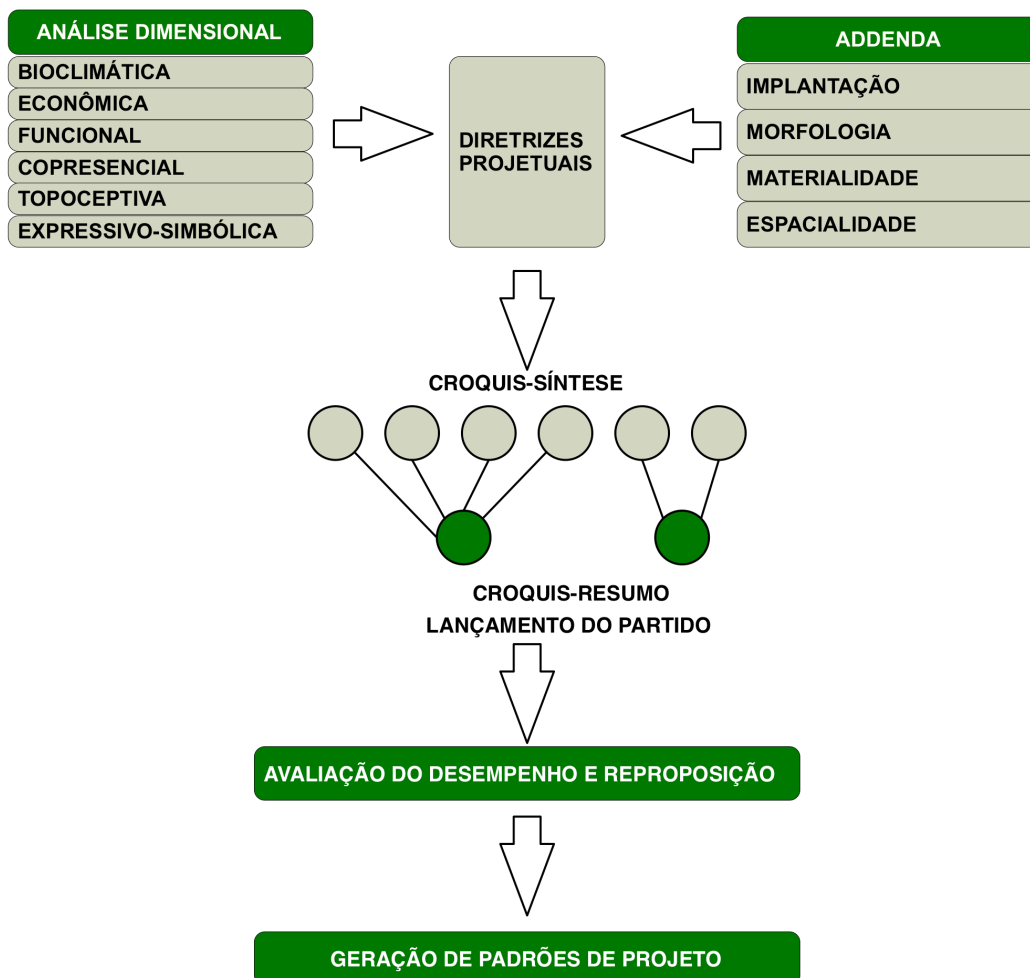 ANÁLISE DIMENSIONAL
BIOCLIMÁTICA
ECONÔMICA
FUNCIONAL
COPRESENCIAL
TOPOCEPTIVA
EXPRESSIVO-SIMBÓLICA
DIRETRIZES
PROJETUAIS
ADDENDA
IMPLANTAÇÃO
MORFOLOGIA
MATERIALIDADE
ESPACIALIDADE
CROQUIS-SÍNTESE
CROQUIS-RESUMO
LANÇAMENTO DO PARTIDO
AVALIAÇÃO DO DESEMPENHO E REPROPOSIÇÃO
GERAÇÃO DE PADRÕES DE PROJETO